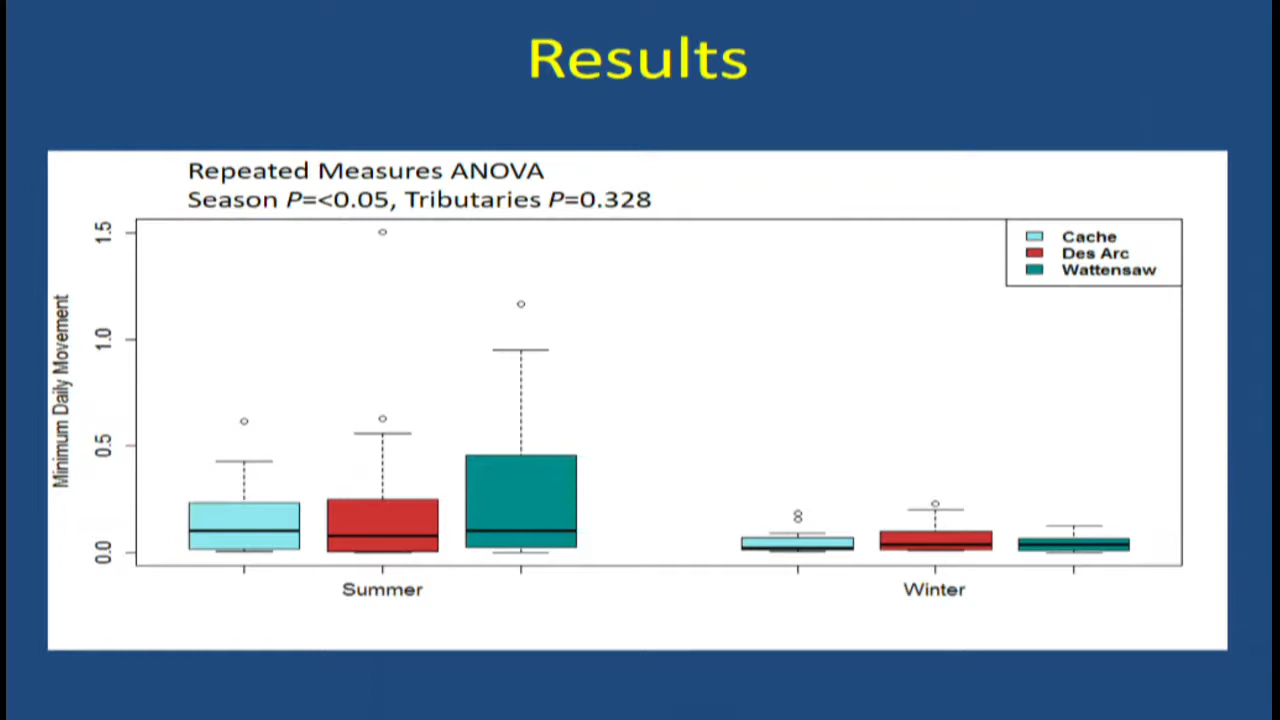 Results
Repeated Measures ANOVA
Season P=<0.05, Tributaries P=0.328
Cache
Des Arc
Wattensaw
Minimum Daily Movement
1.5
1.0
0.5
0.0
Summer
Winter